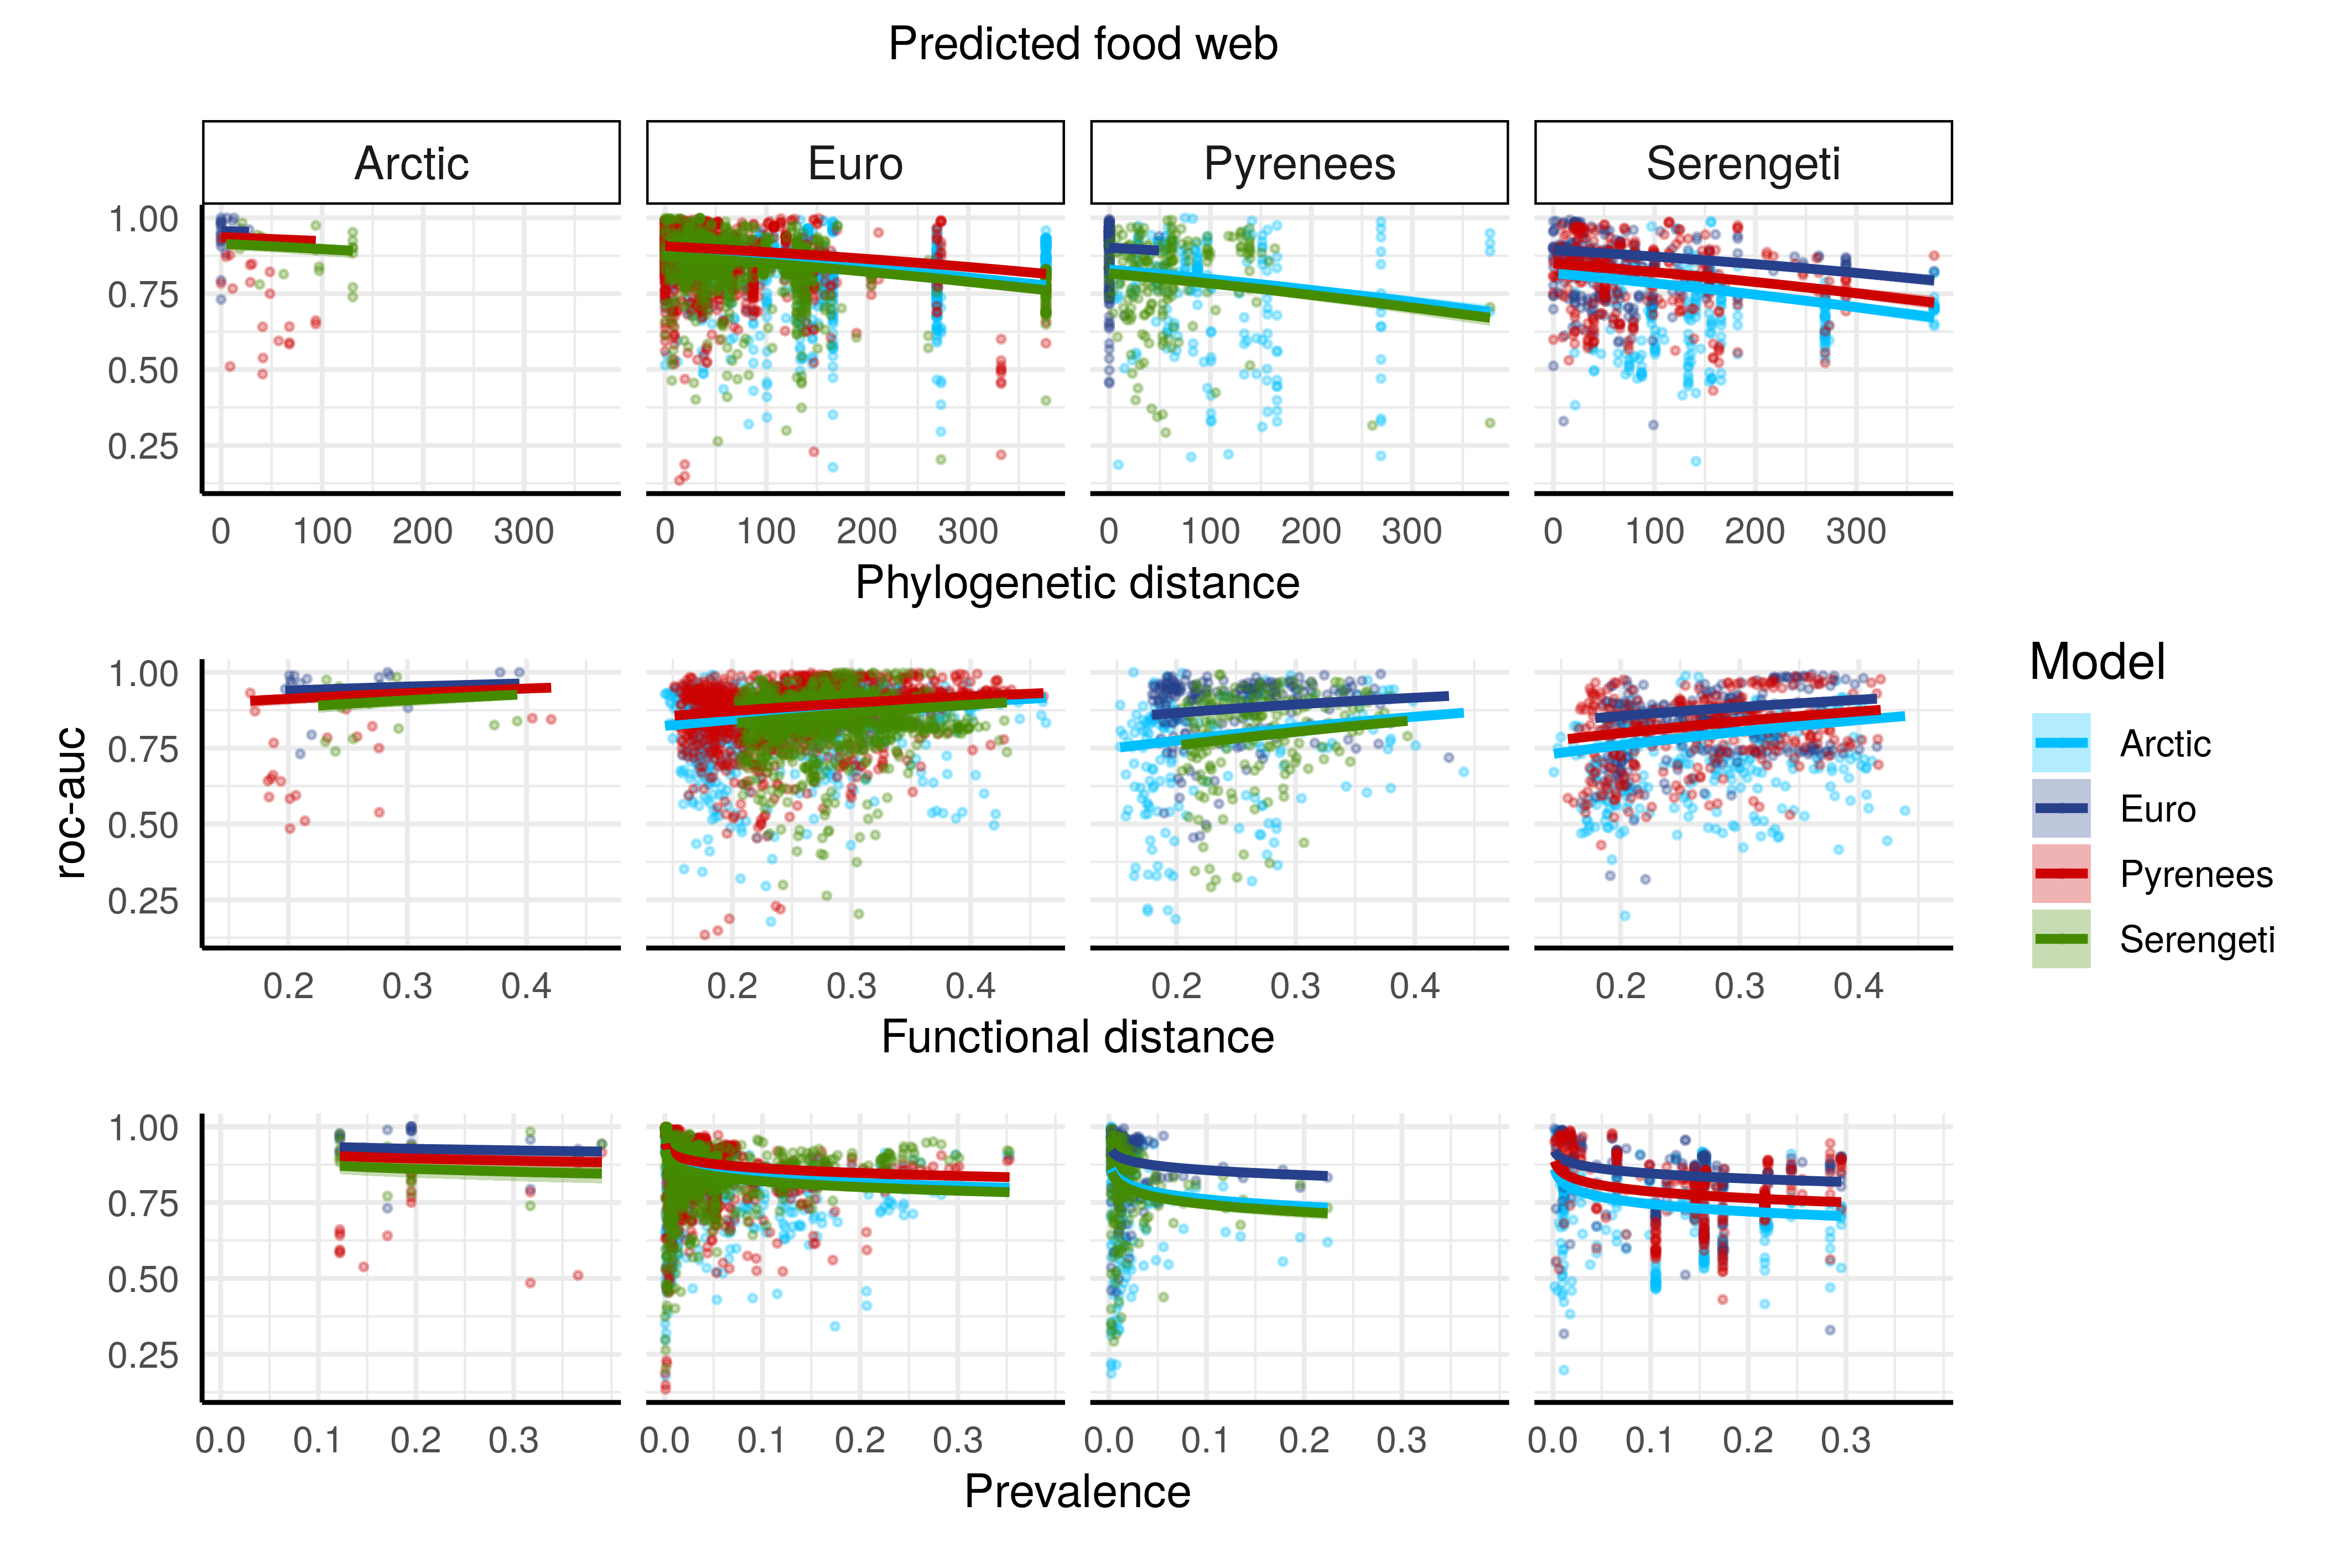 Predicted food web
Arctic Euro Pyrenees Serengeti
1.00
0.75
0.50
0.25
0 100 200 300 0 100 200 300 0 100 200 300 0 100 200 300
Phylogenetic distance
1.00
0.75
0.50
0.25
0.2 0.3 0.4 0.2 0.3 0.4 0.2 0.3 0.4 0.2 0.3 0.4
Functional distance
roc-auc
1.00
0.75
0.50
0.25
0.0 0.1 0.2 0.3 0.0 0.1 0.2 0.3 0.0 0.1 0.2 0.3 0.0 0.1 0.2 0.3
Prevalence
Model
Arctic
Euro
Pyrenees
Serengeti